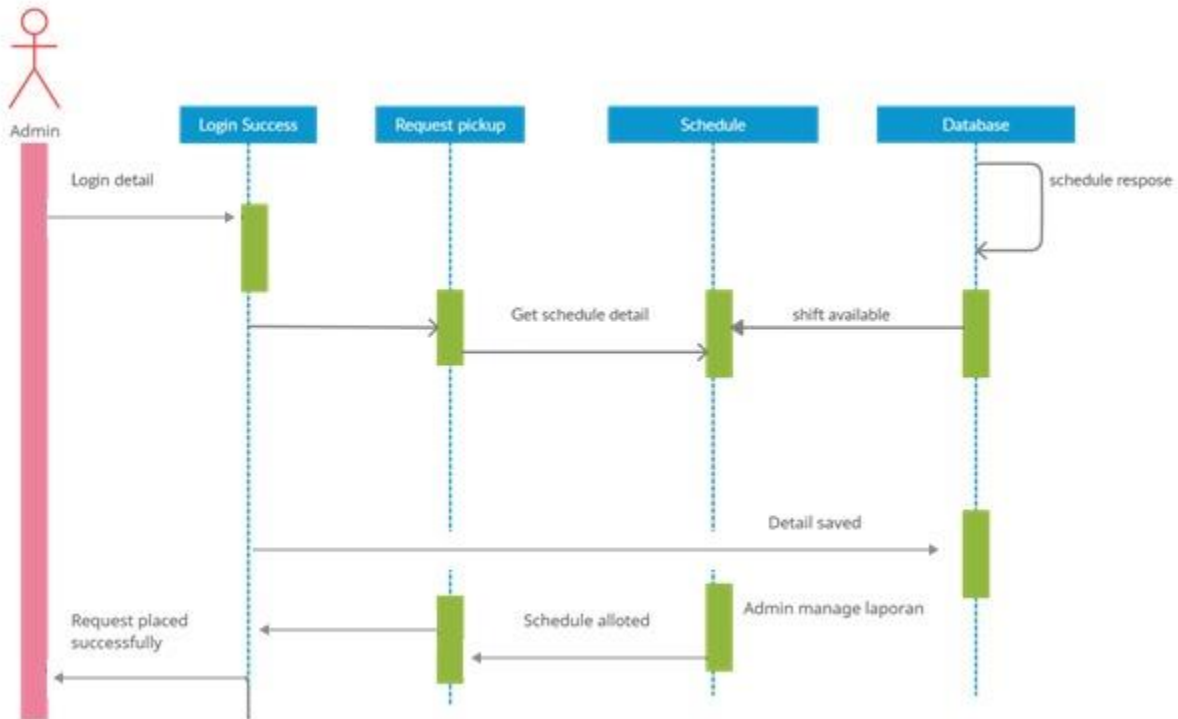 Admin
Login Success
Request pickup
Schedule
Database
Login detail
schedule respose
Get schedule detail
shift available
Detail saved
Admin manage laporan
Request placed
successfully
Schedule alloted